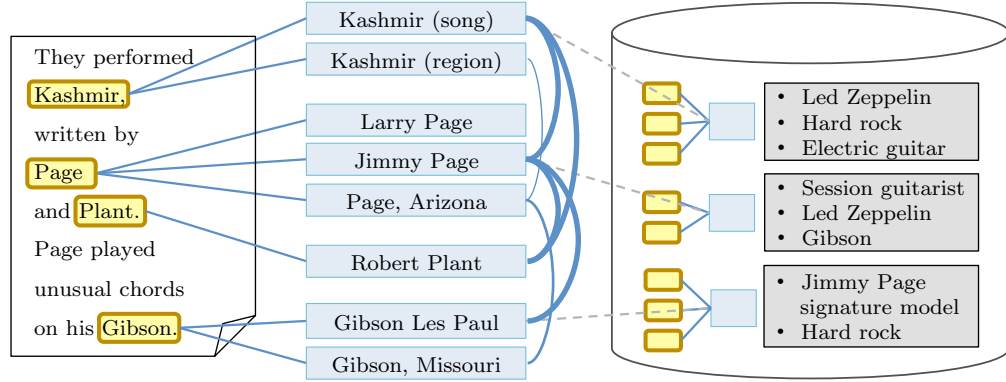 They performed
Kashmir,
written by
Page
and Plant.
Page played
unusual chords
on his Gibson.
Kashmir (song)
Kashmir (region)
Larry Page
Jimmy Page
Page, Arizona
Robert Plant
Gibson Les Paul
Gibson, Missouri
• Led Zeppelin
• Hard rock
• Electric guitar
• Session guitarist
• Led Zeppelin
• Gibson
• Jimmy Page
signature model
• Hard rock